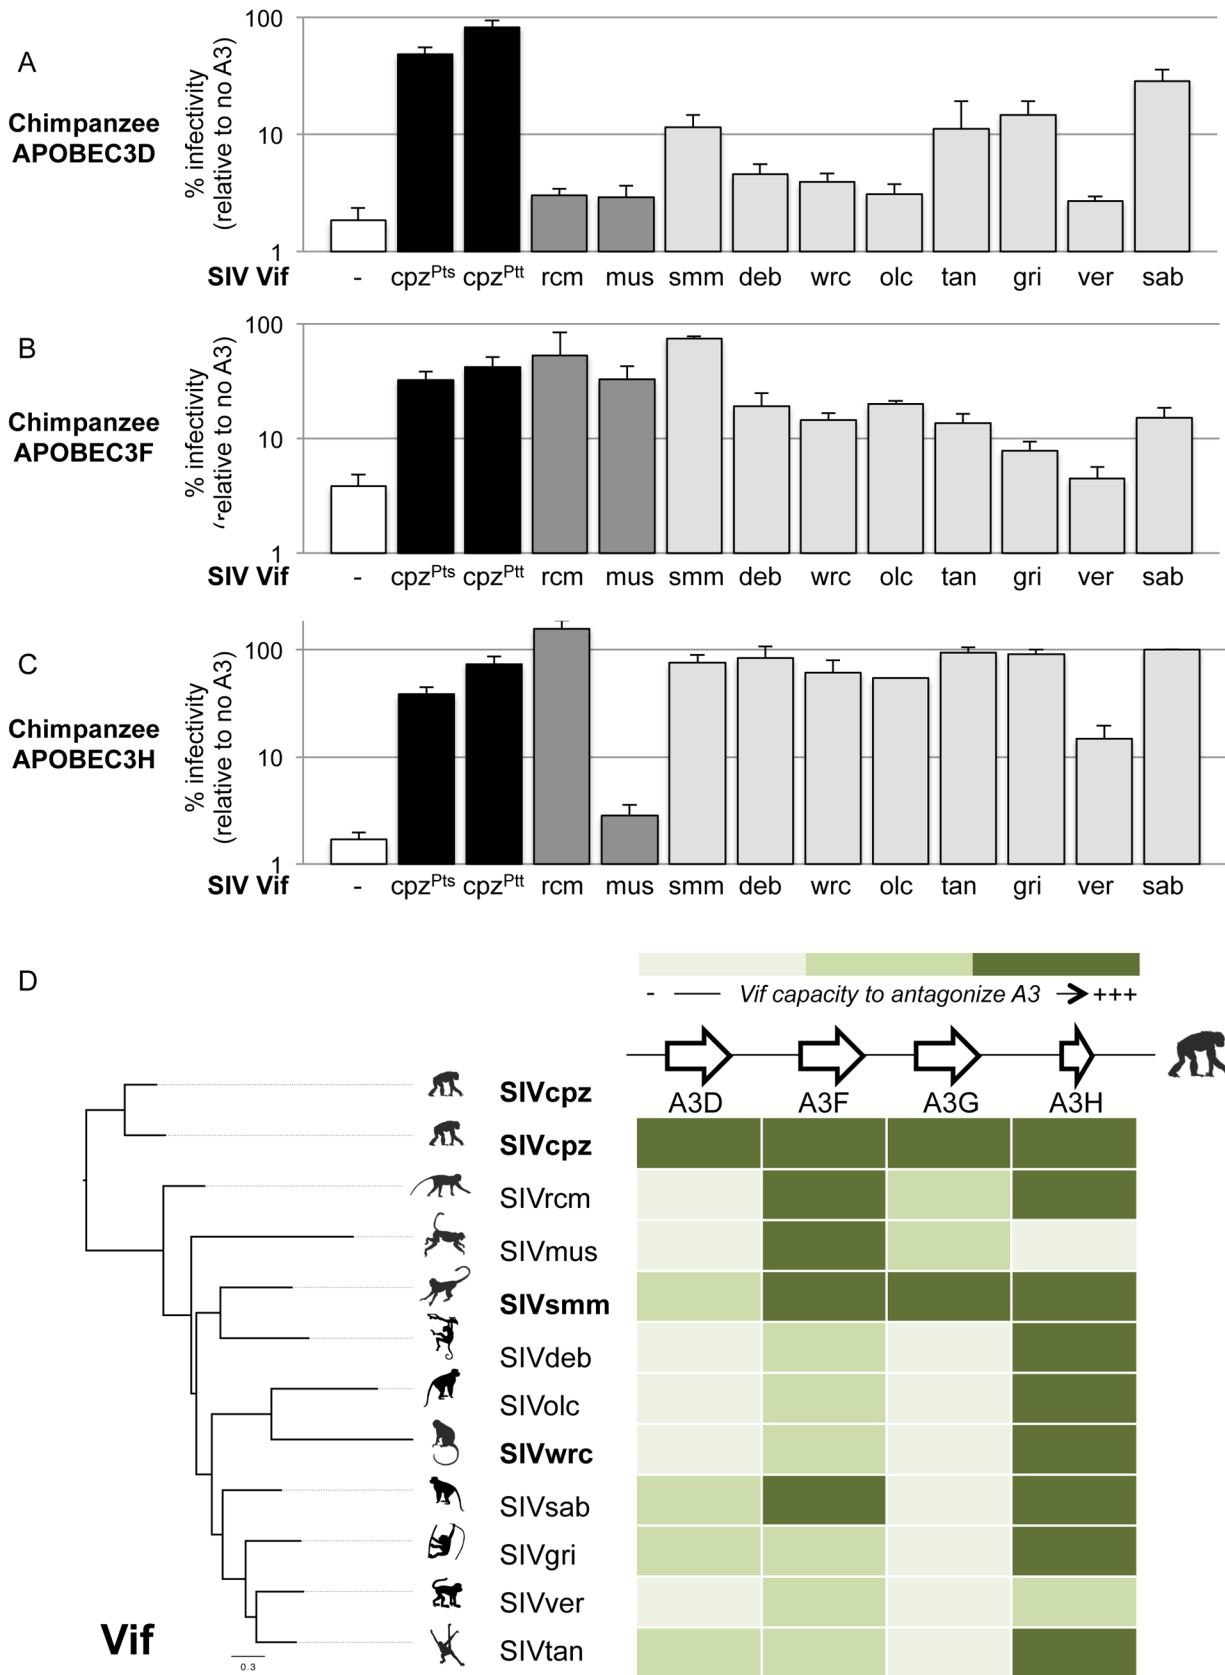 A
Chimpanzee
APOBEC3D
% infectivity
(relative to no A3)
100
10
1
SIV Vif - cpzPts cpzPtt rcm mus smm deb wrc olc tan gri ver sab
B
Chimpanzee
APOBEC3F
% infectivity
(relative to no A3)
100
10
1
SIV Vif - cpzPts cpzPtt rcm mus smm deb wrc olc tan gri ver sab
C
Chimpanzee
APOBEC3H
% infectivity
(relative to no A3)
100
10
1
SIV Vif - cpzPts cpzPtt rcm mus smm deb wrc olc tan gri ver sab
D
- Vif capacity to antagonize A3 +++
A3D A3F A3G A3H
SIVcpz
SIVcpz
SIVrcm
SIVmus
SIVsmm
SIVdeb
SIVolc
SIVwrc
SIVsab
SIVgri
SIVver
SIVtan
Vif
0.3